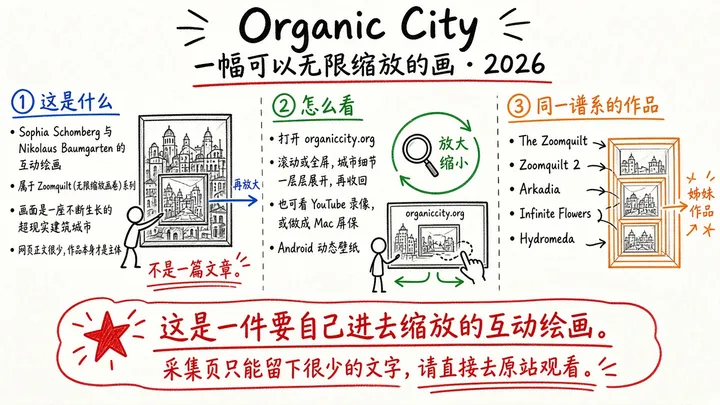 Organic City
一幅可以无限缩放的画 · 2026
① 这是什么
• Sophia Schomberg 与
Nikolaus Baumgarten 的
互动绘画
• 属于 Zoomquilt (无限缩放画卷) 系列
• 画面是一座不断生长的
超现实建筑城市
• 网页正文很少, 作品本身才是主体
再放大
不是一篇文章。
② 怎么看
• 打开 organiccity.org
• 滚动或全屏, 城市细节
一层层展开, 再收回
• 也可看 YouTube 录像,
或做成 Mac 屏保
• Android 动态壁纸
放大
缩小
organiccity.org
③ 同一谱系的作品
• The Zoomquilt
• Zoomquilt 2
• Arkadia
• Infinite Flowers
• Hydromeda
姊妹
作品
这是一件要自己进去缩放的互动绘画。
采集页只能留下很少的文字, 请直接去原站观看。